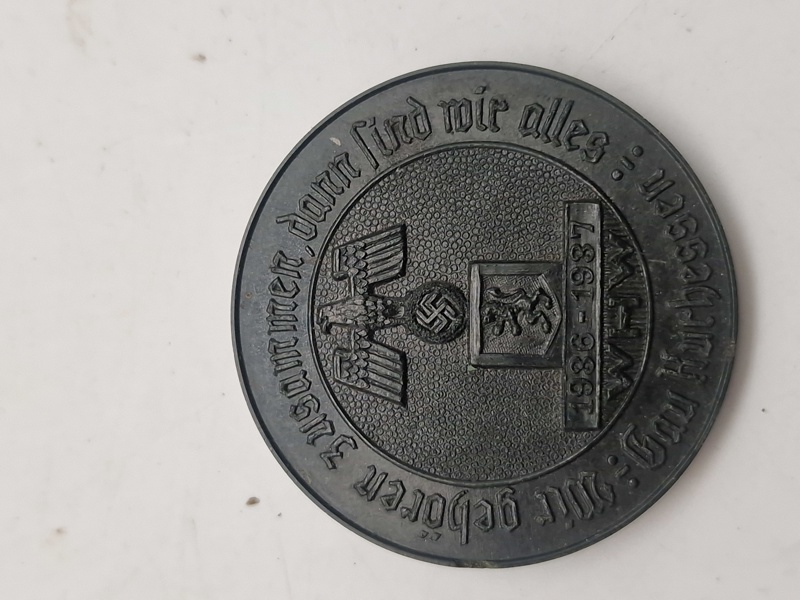 :Wir gehören zusammen, dann sind wir alles:
Gau Kurhessen
1936-1937
WHW